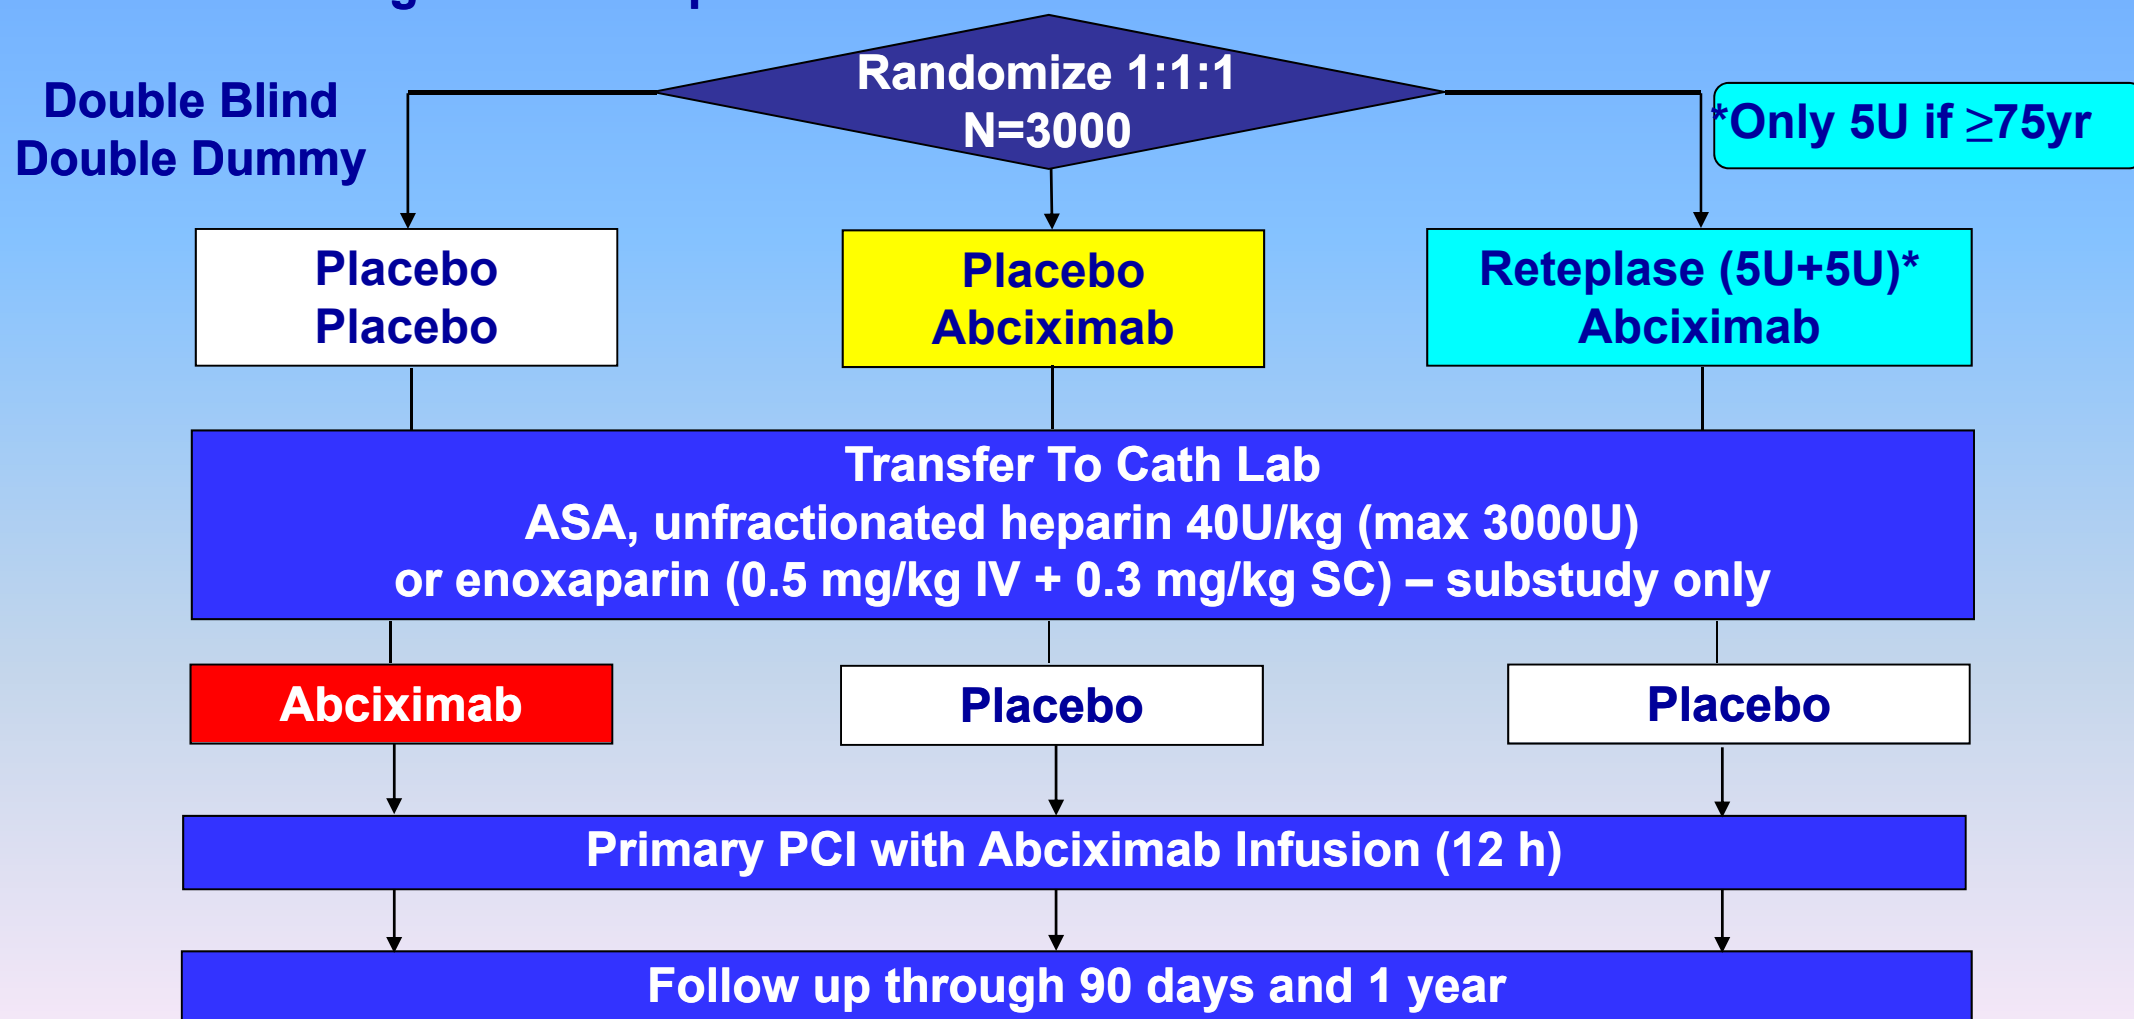 Randomize 1:1:1
N=3000
Double Blind
Double Dummy
*Only 5U if ≥75yr
Placebo
Placebo
Placebo
Abciximab
Reteplase (5U+5U)*
Abciximab
Transfer To Cath Lab
ASA, unfractionated heparin 40U/kg (max 3000U)
or enoxaparin (0.5 mg/kg IV + 0.3 mg/kg SC) – substudy only
Abciximab
Placebo
Placebo
Primary PCI with Abciximab Infusion (12 h)
Follow up through 90 days and 1 year